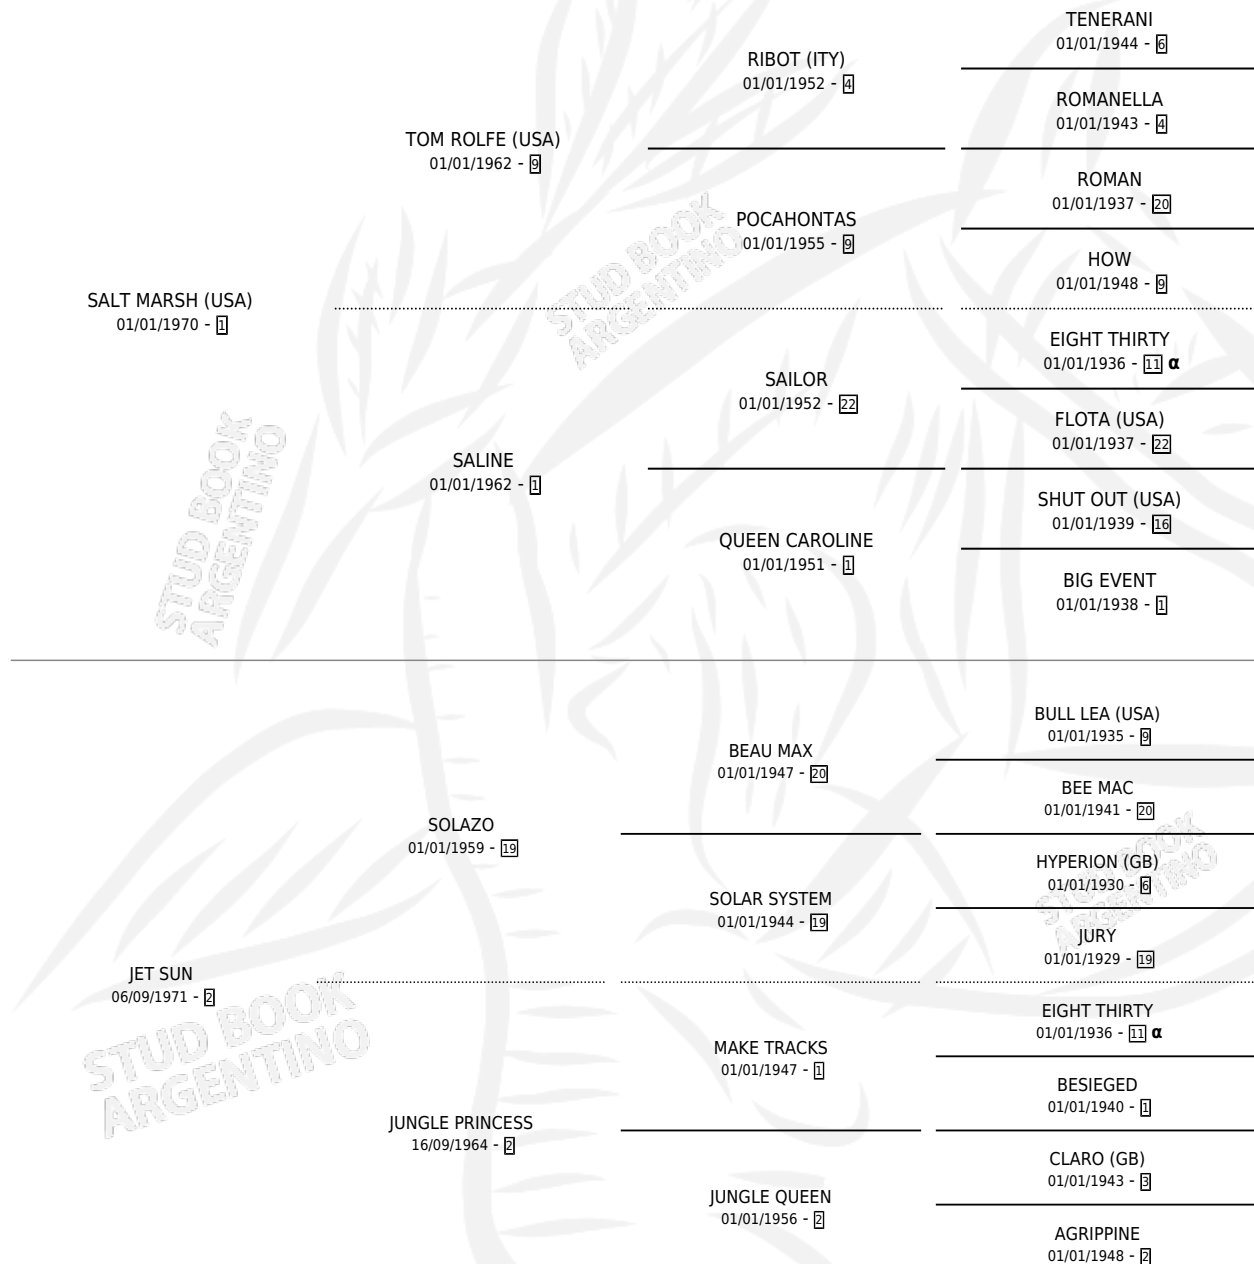 TENERANI
01/01/1944 - 6
RIBOT (ITY)
01/01/1952 - 4
ROMANELLA
01/01/1943 - 4
TOM ROLFE (USA)
01/01/1962 - 9
ROMAN
01/01/1937 - 20
POCAHONTAS
01/01/1955 - 9
HOW
01/01/1948 - 9
STUD BOOK
ARGENTINO
SALT MARSH (USA)
01/01/1970 - 1
EIGHT THIRTY
01/01/1936 - 11 α
SAILOR
01/01/1952 - 22
FLOTA (USA)
01/01/1937 - 22
SALINE
01/01/1962 - 1
SHUT OUT (USA)
01/01/1939 - 16
QUEEN CAROLINE
01/01/1951 - 1
BIG EVENT
01/01/1938 - 1
STUD BOOK
ARGENTINO
BULL LEA (USA)
01/01/1935 - 9
BEAU MAX
01/01/1947 - 20
BEE MAC
01/01/1941 - 20
SOLAZO
01/01/1959 - 19
HYPERION (GB)
01/01/1930 - 6
STUD BOOK
ARGENTINO
SOLAR SYSTEM
01/01/1944 - 19
JURY
01/01/1929 - 19
JET SUN
06/09/1971 - 2
STUD BOOK
ARGENTINO
EIGHT THIRTY
01/01/1936 - 11 α
MAKE TRACKS
01/01/1947 - 1
BESIEGED
01/01/1940 - 1
JUNGLE PRINCESS
16/09/1964 - 2
CLARO (GB)
01/01/1943 - 3
JUNGLE QUEEN
01/01/1956 - 2
AGRIPPINE
01/01/1948 - 2